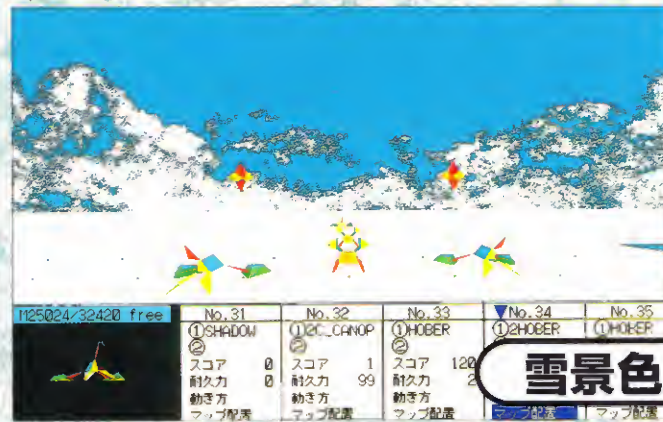 M25024/32420 free No.31 No.32 No.33 ▼No.34 No.35
①SHADOW ①2C_CANOP ①HOBER ①2HOBER ①HOBER
② ② ②
スコア 0 スコア 1 スコア 120
耐久力 0 耐久力 99 耐久力 2
動き方 動き方 動き方
マップ配置 マップ配置 マップ配置 マップ配置 マップ配置
雪景色